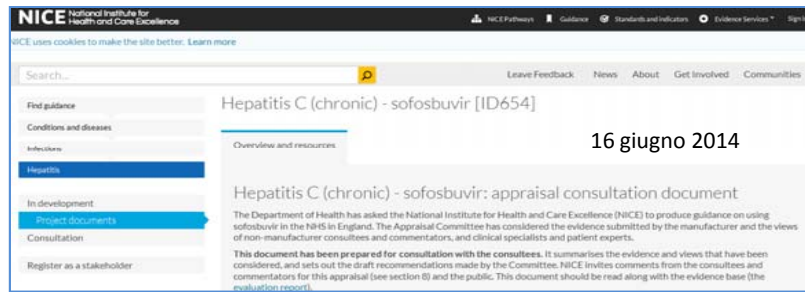 NICE National Institute for Health and Care Excellence
NICE Pathways Guidance Standards and indicators Evidence Services Sign
NICE uses cookies to make the site better. Learn more
Search...
Leave Feedback News About Get Involved Communities
Find guidance
Conditions and diseases
Infections
Hepatitis
In development
Project documents
Consultation
Register as a stakeholder
Hepatitis C (chronic) - sofosbuvir [ID654]
Overview and resources
16 giugno 2014
Hepatitis C (chronic) - sofosbuvir: appraisal consultation document
The Department of Health has asked the National Institute for Health and Care Excellence (NICE) to produce guidance on using
sofosbuvir in the NHS in England. The Appraisal Committee has considered the evidence submitted by the manufacturer and the views
of non-manufacturer consultees and commentators, and clinical specialists and patient experts.
This document has been prepared for consultation with the consultees. It summarises the evidence and views that have been
considered, and sets out the draft recommendations made by the Committee. NICE invites comments from the consultees and
commentators for this appraisal (see section 8) and the public. This document should be read along with the evidence base (the
evaluation report).